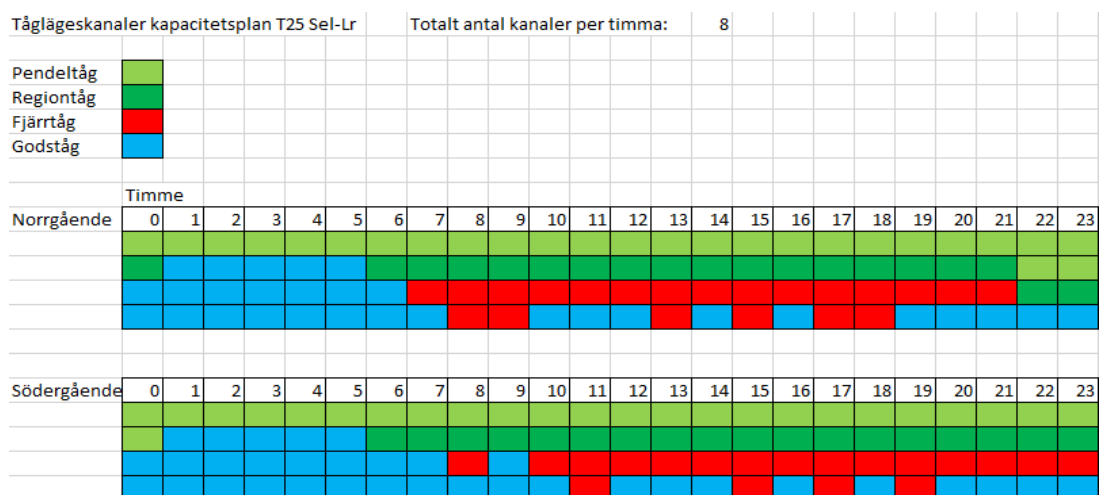 Tåglägeskanaler kapacitetsplan T25 Sel-Lr Totalt antal kanaler per timma: 8
Pendeltåg
Regiontåg
Fjärrtåg
Godståg
Timme
Norrgående 0 1 2 3 4 5 6 7 8 9 10 11 12 13 14 15 16 17 18 19 20 21 22 23
Södergående 0 1 2 3 4 5 6 7 8 9 10 11 12 13 14 15 16 17 18 19 20 21 22 23